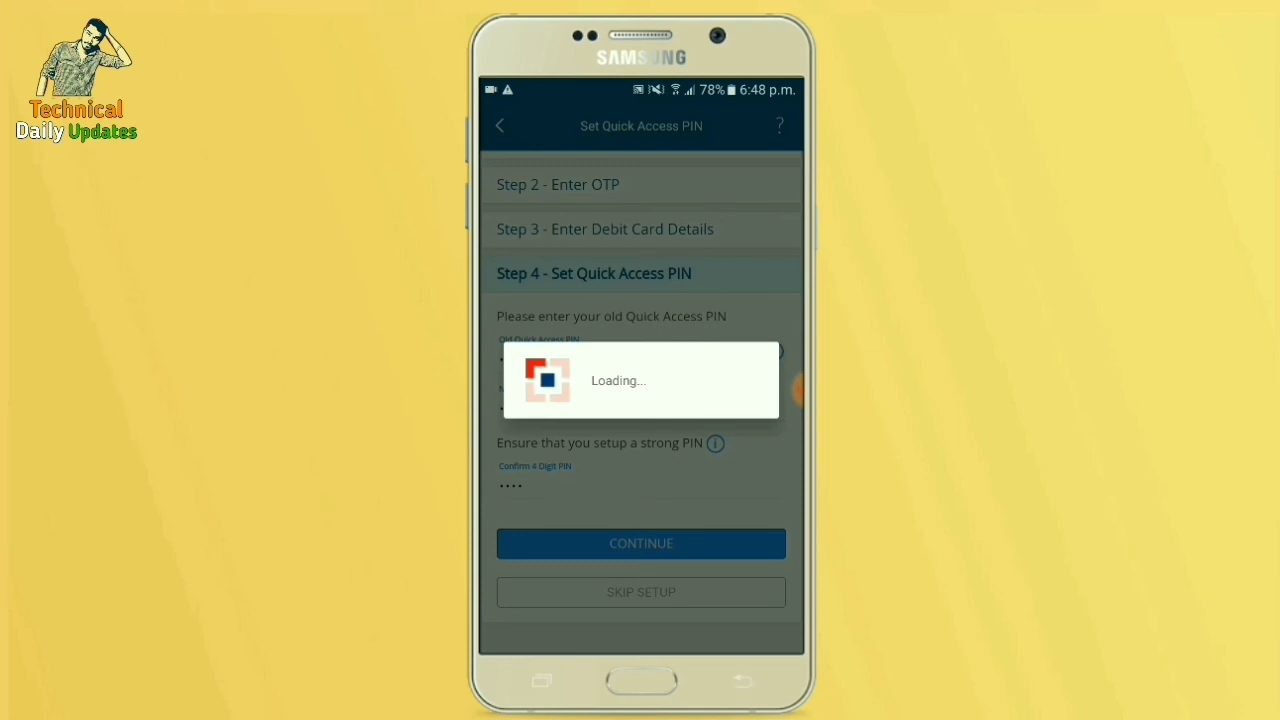 Technical
Daily Updates
SAMSUNG
78% 6:48 p.m.
Set Quick Access PIN ?
Step 2 - Enter OTP
Step 3 - Enter Debit Card Details
Step 4 - Set Quick Access PIN
Please enter your old Quick Access PIN
Old Quick Access PIN
Loading...
Ensure that you setup a strong PIN i
Confirm 4 Digit PIN
CONTINUE
SKIP SETUP